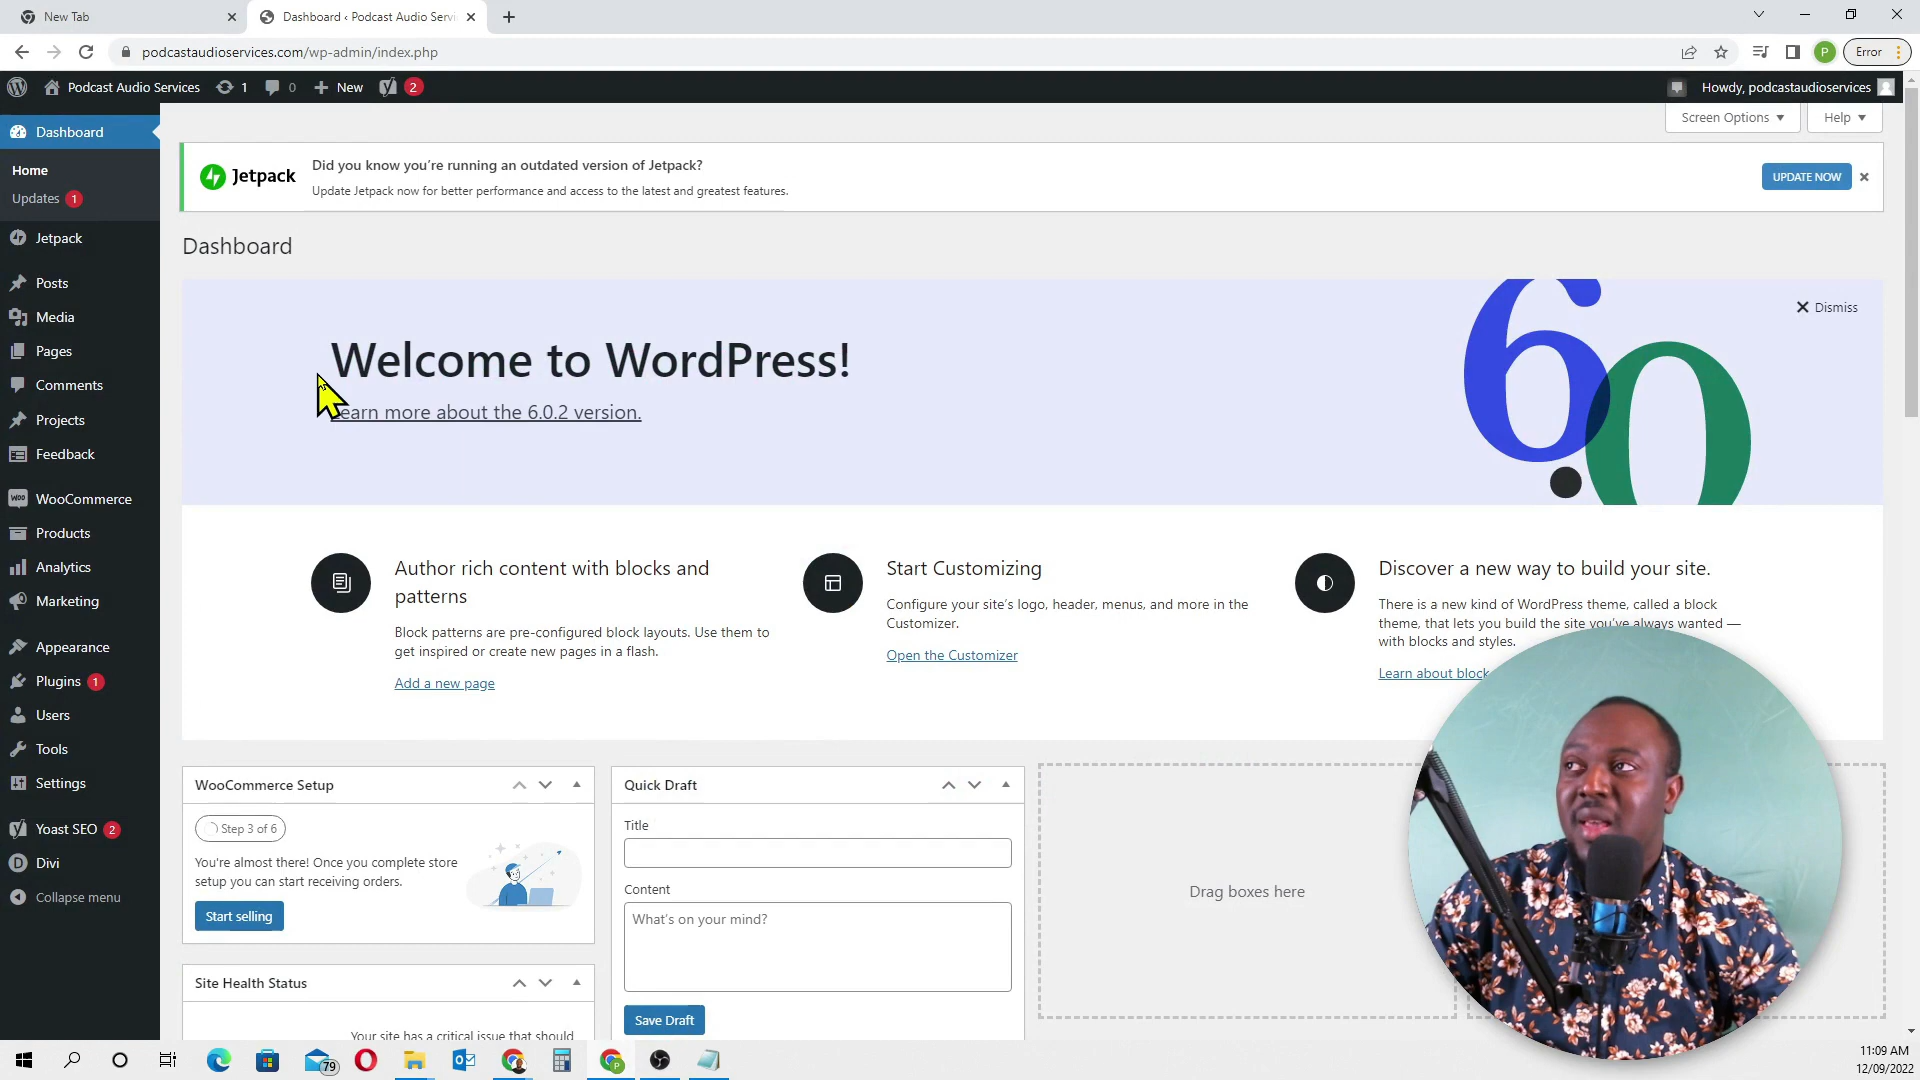 New Tab
Dashboard ‹ Podcast Audio Servi
podcastaudioservices.com/wp-admin/index.php
P
Error
Podcast Audio Services
1
0
New
2
Howdy, podcastaudioservices
Dashboard
Home
Updates 1
Jetpack
Posts
Media
Pages
Comments
Projects
Feedback
WooCommerce
Products
Analytics
Marketing
Appearance
Plugins 1
Users
Tools
Settings
Yoast SEO 2
Divi
Collapse menu
Screen Options
Help
Jetpack
Did you know you’re running an outdated version of Jetpack?
Update Jetpack now for better performance and access to the latest and greatest features.
UPDATE NOW
Dashboard
Dismiss
Welcome to WordPress!
Learn more about the 6.0.2 version.
6.0
Author rich content with blocks and
patterns
Block patterns are pre-configured block layouts. Use them to
get inspired or create new pages in a flash.
Add a new page
Start Customizing
Configure your site’s logo, header, menus, and more in the
Customizer.
Open the Customizer
Discover a new way to build your site.
There is a new kind of WordPress theme, called a block
theme, that lets you build the site you’ve always wanted —
with blocks and styles.
Learn about block
WooCommerce Setup
Step 3 of 6
You're almost there! Once you complete store
setup you can start receiving orders.
Start selling
Site Health Status
Your site has a critical issue that should
Quick Draft
Title
Content
What’s on your mind?
Save Draft
Drag boxes here
79
11:09 AM
12/09/2022